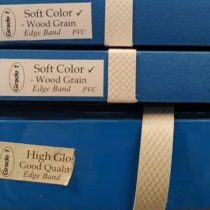 Grade 1
Soft Color ✓
- Wood Grain
Edge Band PVC
Grade 1
Soft Color ✓
- Wood Grain
Edge Band PVC
Grade 1
High Glo
Good Qualit
Edge Band